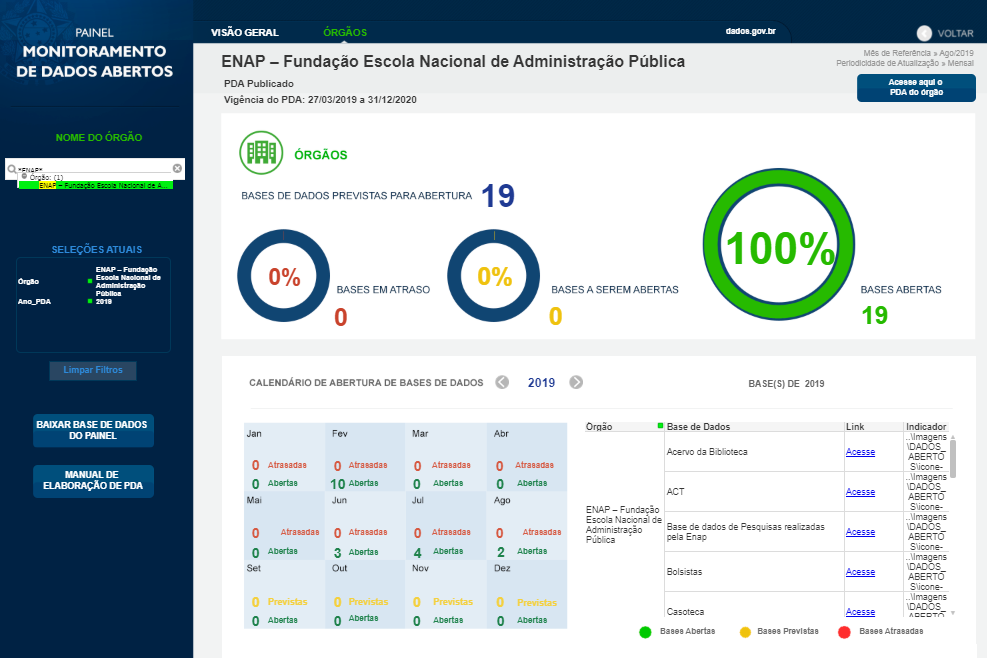 PAINEL
MONITORAMENTO
DE DADOS ABERTOS
VISÃO GERAL
ÓRGÃOS
dados.gov.br
VOLTAR
ENAP – Fundação Escola Nacional de Administração Pública
PDA Publicado
Vigência do PDA: 27/03/2019 a 31/12/2020
Mês de Referência » Ago/2019
Periodicidade de Atualização » Mensal
Acesse aqui o
PDA do órgão
NOME DO ÓRGÃO
*ENAP*
Órgão: (1)
ENAP – Fundação Escola Nacional de A...
SELEÇÕES ATUAIS
Órgão
ENAP – Fundação
Escola Nacional de
Administração
Pública
Ano_PDA
2019
Limpar Filtros
BAIXAR BASE DE DADOS
DO PAINEL
MANUAL DE
ELABORAÇÃO DE PDA
ÓRGÃOS
BASES DE DADOS PREVISTAS PARA ABERTURA 19
0%
BASES EM ATRASO
0
0%
BASES A SEREM ABERTAS
0
100%
BASES ABERTAS
19
CALENDÁRIO DE ABERTURA DE BASES DE DADOS
2019
BASE(S) DE 2019
Jan
0 Atrasadas
0 Abertas
Fev
0 Atrasadas
10 Abertas
Mar
0 Atrasadas
0 Abertas
Abr
0 Atrasadas
0 Abertas
Mai
0 Atrasadas
0 Abertas
Jun
0 Atrasadas
3 Abertas
Jul
0 Atrasadas
4 Abertas
Ago
0 Atrasadas
2 Abertas
Set
0 Previstas
0 Abertas
Out
0 Previstas
0 Abertas
Nov
0 Previstas
0 Abertas
Dez
0 Previstas
0 Abertas
Órgão
Base de Dados
Link
Indicador
ENAP – Fundação
Escola Nacional de
Administração
Pública
Acervo da Biblioteca
Acesse
..\Imagens
\DADOS_
ABERTO
S\icone-
ACT
Acesse
..\Imagens
\DADOS_
ABERTO
S\icone-
Base de dados de Pesquisas realizadas
pela Enap
Acesse
..\Imagens
\DADOS_
ABERTO
S\icone-
Bolsistas
Acesse
..\Imagens
\DADOS_
ABERTO
S\icone-
Casoteca
Acesse
..\Imagens
\DADOS_
ABERTO
Bases Abertas
Bases Previstas
Bases Atrasadas